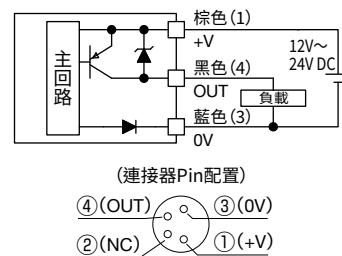 棕色(1)
+V
12V～
24V DC
主回路
黑色(4)
OUT
負載
藍色(3)
0V
(連接器Pin配置)
④(OUT) ③(0V)
②(NC) ①(+V)